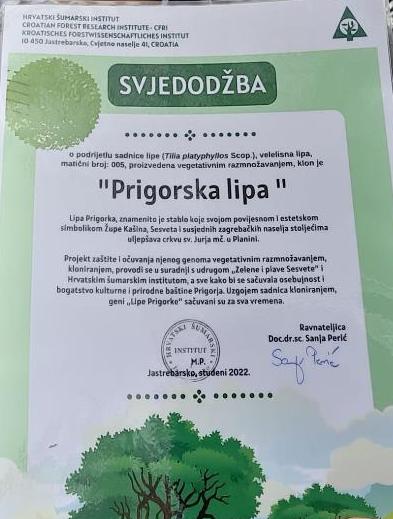 HRVATSKI ŠUMARSKI INSTITUT
CROATIAN FOREST RESEARCH INSTITUTE- CFRI
KROATISCHES FORSTWISSENSCHAFTLICHES INSTITUT
10 450 Jastrebarsko, Cvjetno naselje 41, CROATIA
SVJEDODŽBA
o podrijetlu sadnice lipe (Tilia platyphyllos Scop.), velelisna lipa,
matični broj: 005, proizvedena vegetativnim razmnožavanjem, klon je
"Prigorska lipa "
Lipa Prigorka, znamenito je stablo koje svojom povijesnom i estetskom
simbolikom Župe Kašina, Sesveta i susjednih zagrebačkih naselja stoljećima
uljepšava crkvu sv. Jurja mč. u Planini.
Projekt zaštite i očuvanja njenog genoma vegetativnim razmnožavanjem,
kloniranjem, provodi se u suradnji s udrugom „Zelene i plave Sesvete" i
Hrvatskim šumarskim institutom, a sve kako bi se sačuvala osebujnost i
bogatstvo kulturne i prirodne baštine Prigorja. Uzgojem sadnica kloniranjem,
geni „Lipe Prigorke" sačuvani su za sva vremena.
Ravnateljica
Doc.dr.sc. Sanja Perić
HRVATSKI ŠUMARSKI
INSTITUT
M.P.
Sanja Perić
Jastrebarsko, studeni 2022.